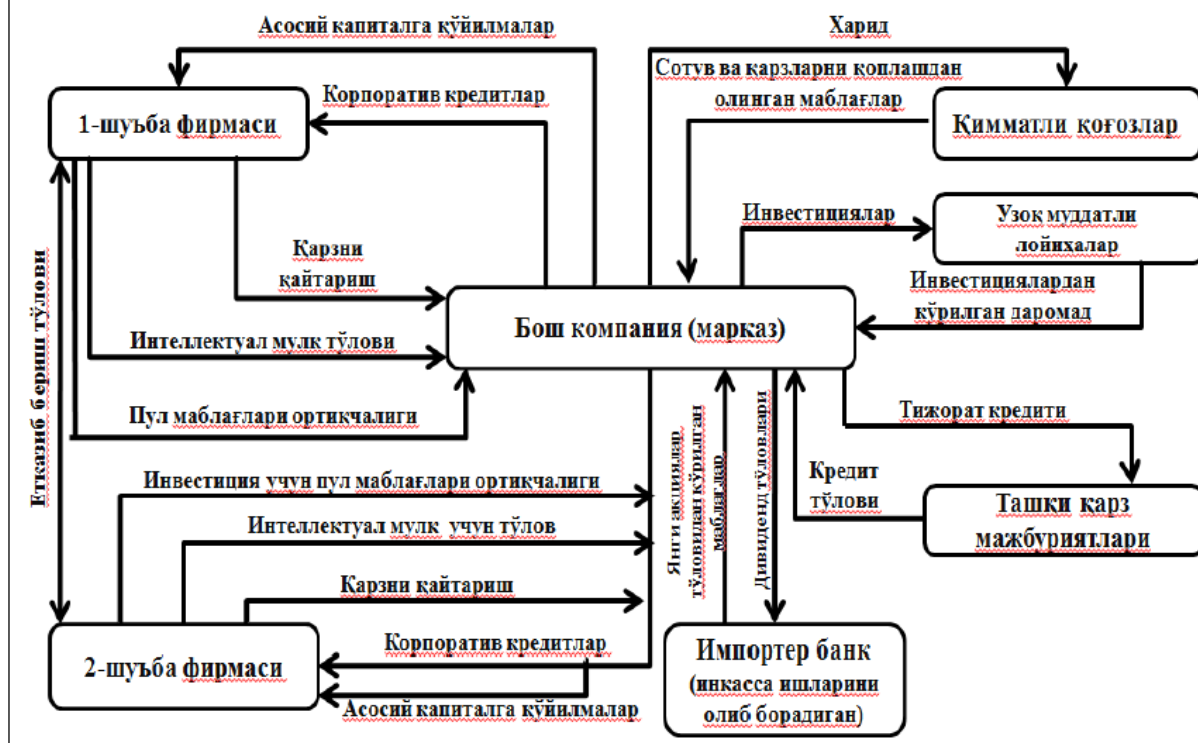 Асосий капиталга қўйилмалар
Харид
Корпоратив кредитлар
Сотув ва қарзларни қоплашдан
олинган маблағлар
1-шуъба фирмаси
Қимматли қоғозлар
Инвестициялар
Узоқ муддатли
лойиҳалар
Қарзни
қайтариш
Инвестициялардан
кўрилган даромад
Етказиб бериш тўлови
Бош компания (марказ)
Интеллектуал мулк тўлови
Пул маблағлари ортиқчалиги
Тижорат кредити
Янги акциялар
тўловидан кўрилган
маблағлар
Дивиденд тўловлари
Кредит
тўлови
Инвестиция учун пул маблағлари ортиқчалиги
Ташқи қарз
мажбуриятлари
Интеллектуал мулк учун тўлов
Қарзни қайтариш
2-шуъба фирмаси
Корпоратив кредитлар
Асосий капиталга қўйилмалар
Импортер банк
(инкасса ишларини
олиб борадиган)